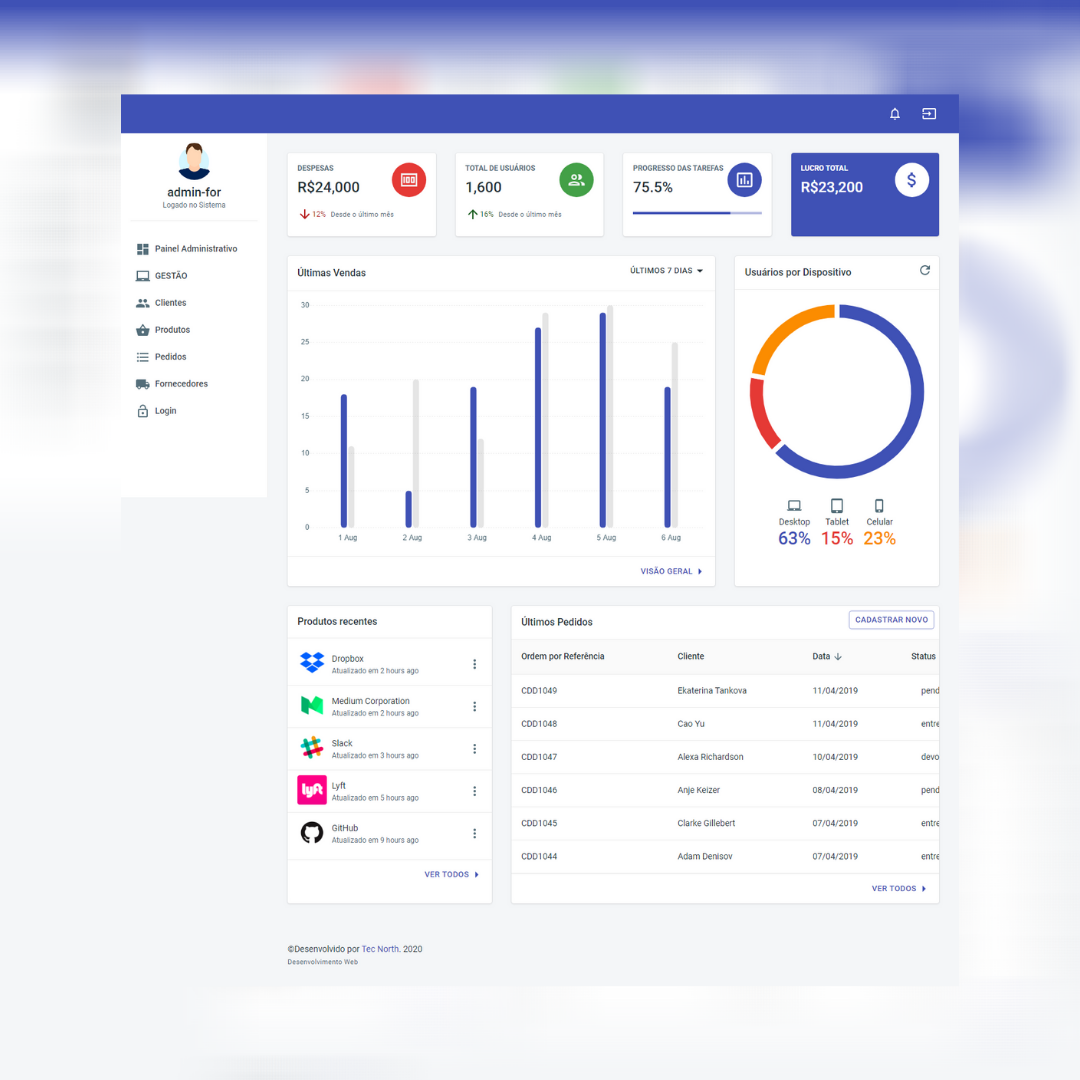 admin-for
Logado no Sistema
Painel Administrativo
GESTÃO
Clientes
Produtos
Pedidos
Fornecedores
Login
DESPESAS
R$24,000
12% Desde o último mês
TOTAL DE USUÁRIOS
1,600
16% Desde o último mês
PROGRESSO DAS TAREFAS
75.5%
LUCRO TOTAL
R$23,200
$
Últimas Vendas
ÚLTIMOS 7 DIAS
30
25
20
15
10
5
0
1 Aug 2 Aug 3 Aug 4 Aug 5 Aug 6 Aug
VISÃO GERAL
Usuários por Dispositivo
Desktop Tablet Celular
63% 15% 23%
Produtos recentes
Dropbox
Atualizado em 2 hours ago
Medium Corporation
Atualizado em 2 hours ago
Slack
Atualizado em 3 hours ago
lyft
Lyft
Atualizado em 5 hours ago
GitHub
Atualizado em 9 hours ago
VER TODOS
Últimos Pedidos
CADASTRAR NOVO
Ordem por Referência Cliente Data Status
CDD1049 Ekaterina Tankova 11/04/2019 pend
CDD1048 Cao Yu 11/04/2019 entre
CDD1047 Alexa Richardson 10/04/2019 devo
CDD1046 Anje Keizer 08/04/2019 pend
CDD1045 Clarke Gillebert 07/04/2019 entre
CDD1044 Adam Denisov 07/04/2019 entre
VER TODOS
©Desenvolvido por Tec North. 2020
Desenvolvimento Web